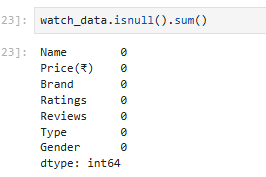 23]: watch_data.isnull().sum()
23]: Name 0
Price(₹) 0
Brand 0
Ratings 0
Reviews 0
Type 0
Gender 0
dtype: int64